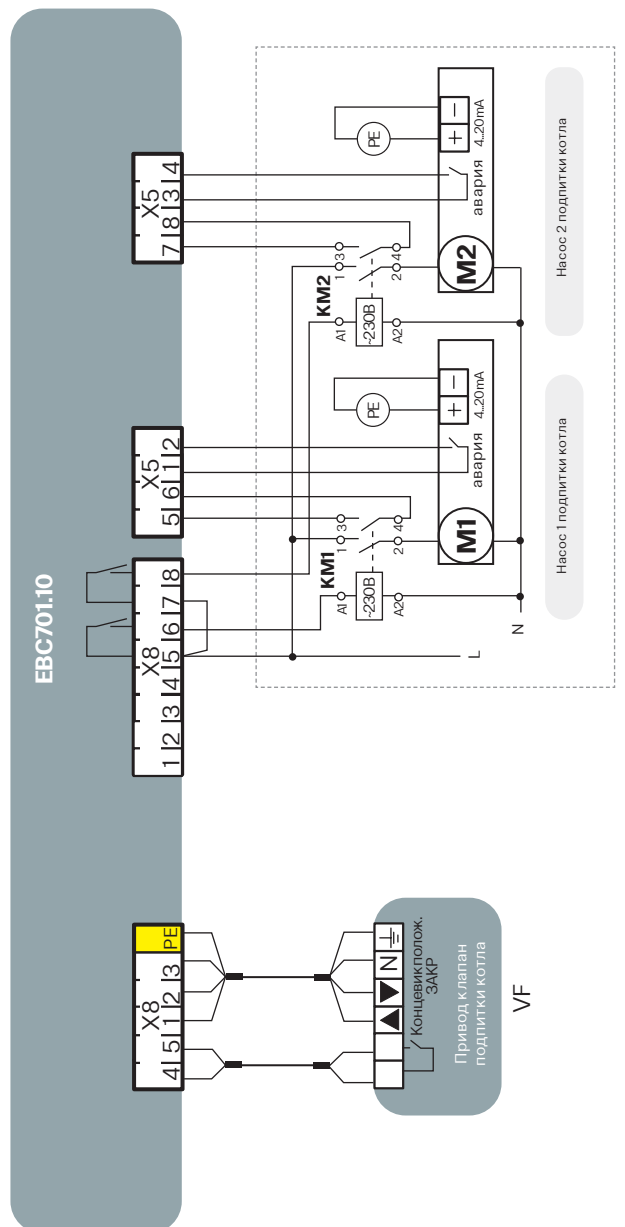 EBC701.10
X8
4 5 1 2 3 PE
X8
1 2 3 4 5 6 7 8
X5
5 6 1 2
X5
7 8 3 4
Концевик полож.
ЗАКР
N
Привод клапан
подпитки котла
VF
L
N
KM1
A1
~230В
A2
1 3
2 4
M1
авария
PE
+ −
4...20mA
Насос 1 подпитки котла
KM2
A1
~230В
A2
1 3
2 4
M2
авария
PE
+ −
4...20mA
Насос 2 подпитки котла